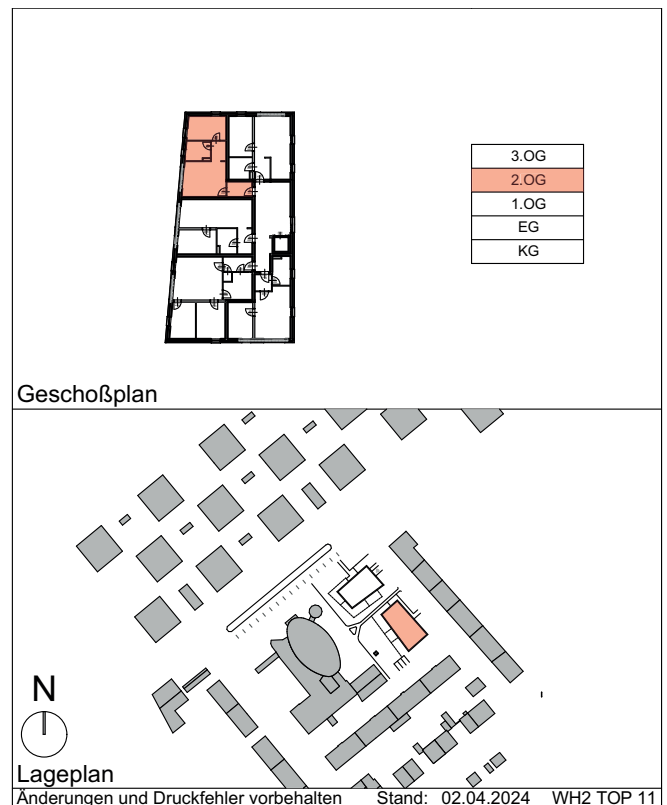 3.OG
2.OG
1.OG
EG
KG
Geschoßplan
N
Lageplan
Änderungen und Druckfehler vorbehalten Stand: 02.04.2024 WH2 TOP 11